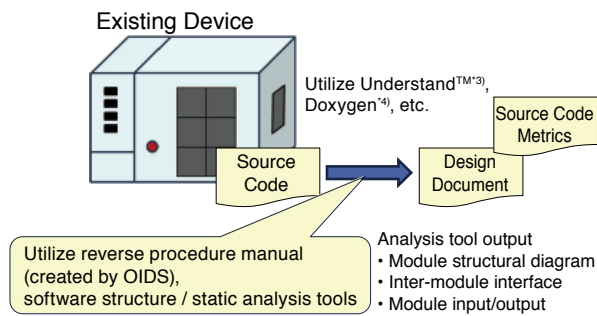 Existing Device
Utilize Understand™*3),
Doxygen*4), etc.
Source Code
Metrics
Source
Code
Design
Document
Utilize reverse procedure manual
(created by OIDS),
software structure / static analysis tools
Analysis tool output
• Module structural diagram
• Inter-module interface
• Module input/output